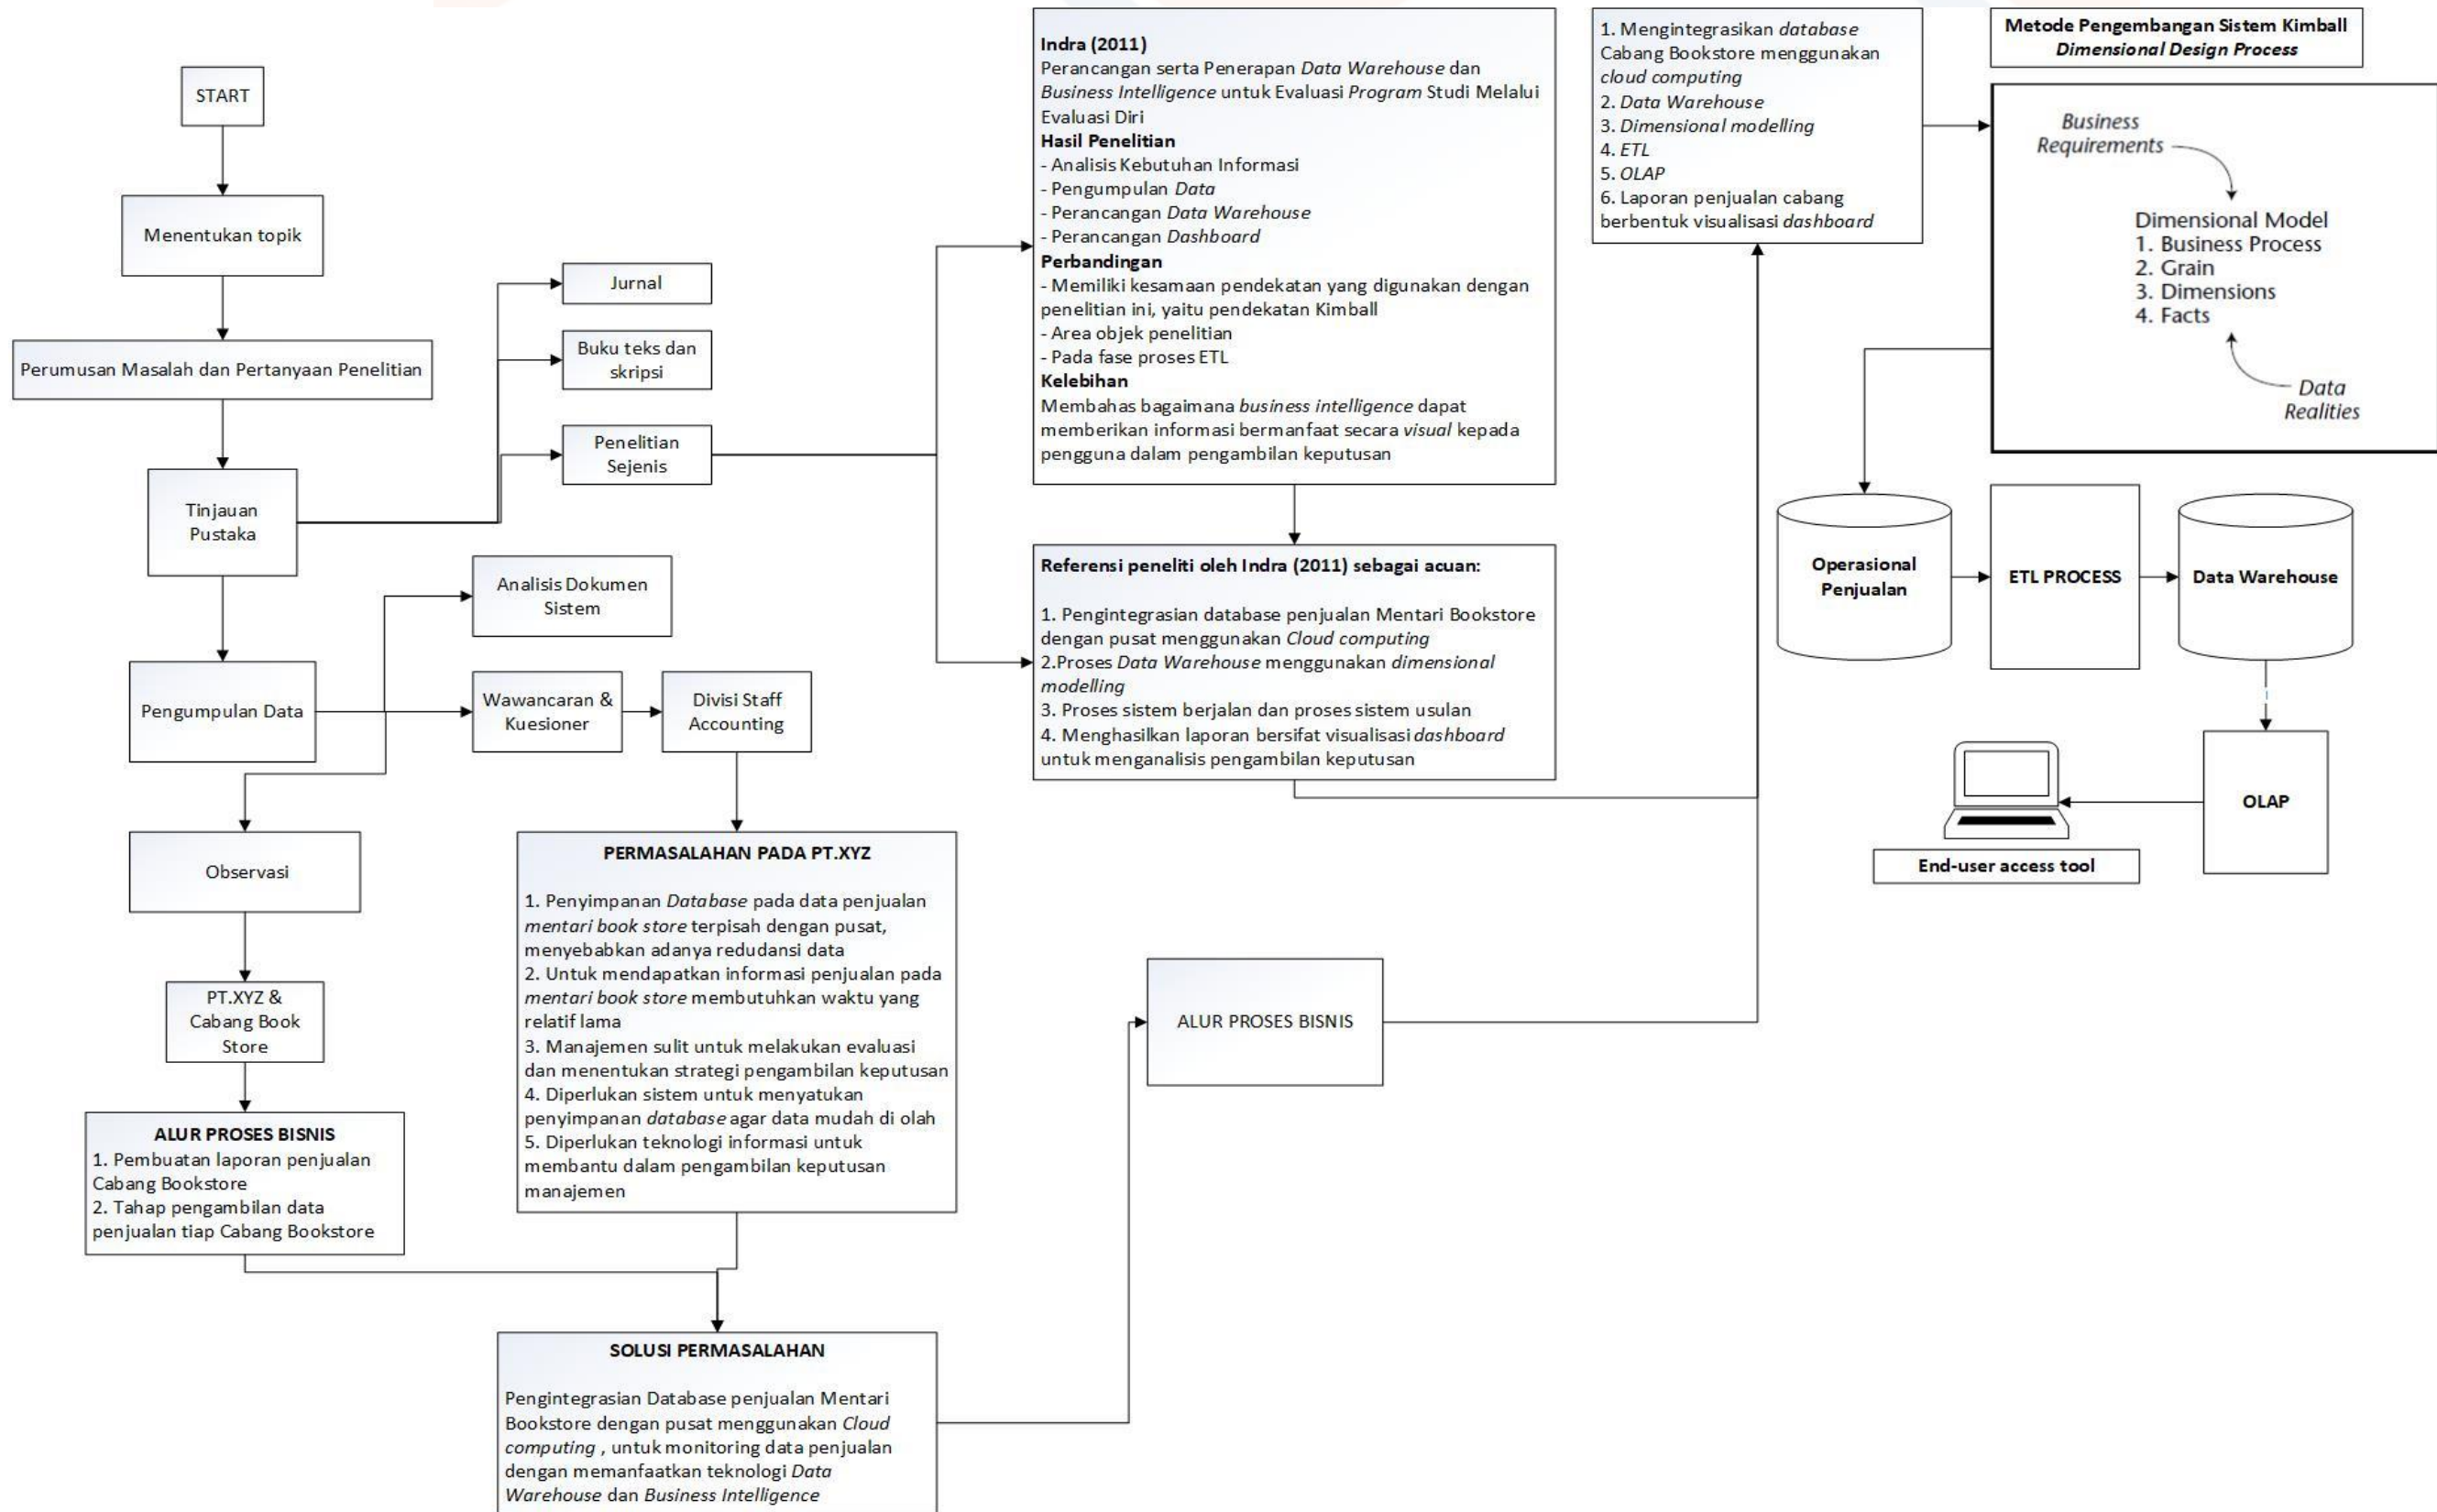 START
Menentukan topik
Perumusan Masalah dan Pertanyaan Penelitian
Tinjauan
Pustaka
Jurnal
Buku teks dan
skripsi
Penelitian
Sejenis
Pengumpulan Data
Analisis Dokumen
Sistem
Wawancaran &
Kuesioner
Divisi Staff
Accounting
Observasi
PT.XYZ &
Cabang Book
Store
ALUR PROSES BISNIS
1. Pembuatan laporan penjualan
Cabang Bookstore
2. Tahap pengambilan data
penjualan tiap Cabang Bookstore
PERMASALAHAN PADA PT.XYZ
1. Penyimpanan Database pada data penjualan
mentari book store terpisah dengan pusat,
menyebabkan adanya redudansi data
2. Untuk mendapatkan informasi penjualan pada
mentari book store membutuhkan waktu yang
relatif lama
3. Manajemen sulit untuk melakukan evaluasi
dan menentukan strategi pengambilan keputusan
4. Diperlukan sistem untuk menyatukan
penyimpanan database agar data mudah di olah
5. Diperlukan teknologi informasi untuk
membantu dalam pengambilan keputusan
manajemen
SOLUSI PERMASALAHAN
Pengintegrasian Database penjualan Mentari
Bookstore dengan pusat menggunakan Cloud
computing , untuk monitoring data penjualan
dengan memanfaatkan teknologi Data
Warehouse dan Business Intelligence
Indra (2011)
Perancangan serta Penerapan Data Warehouse dan
Business Intelligence untuk Evaluasi Program Studi Melalui
Evaluasi Diri
Hasil Penelitian
- Analisis Kebutuhan Informasi
- Pengumpulan Data
- Perancangan Data Warehouse
- Perancangan Dashboard
Perbandingan
- Memiliki kesamaan pendekatan yang digunakan dengan
penelitian ini, yaitu pendekatan Kimball
- Area objek penelitian
- Pada fase proses ETL
Kelebihan
Membahas bagaimana business intelligence dapat
memberikan informasi bermanfaat secara visual kepada
pengguna dalam pengambilan keputusan
Referensi peneliti oleh Indra (2011) sebagai acuan:
1. Pengintegrasian database penjualan Mentari Bookstore
dengan pusat menggunakan Cloud computing
2.Proses Data Warehouse menggunakan dimensional
modelling
3. Proses sistem berjalan dan proses sistem usulan
4. Menghasilkan laporan bersifat visualisasi dashboard
untuk menganalisis pengambilan keputusan
ALUR PROSES BISNIS
1. Mengintegrasikan database
Cabang Bookstore menggunakan
cloud computing
2. Data Warehouse
3. Dimensional modelling
4. ETL
5. OLAP
6. Laporan penjualan cabang
berbentuk visualisasi dashboard
Metode Pengembangan Sistem Kimball
Dimensional Design Process
Business
Requirements
Dimensional Model
1. Business Process
2. Grain
3. Dimensions
4. Facts
Data
Realities
Operasional
Penjualan
ETL PROCESS
Data Warehouse
OLAP
End-user access tool